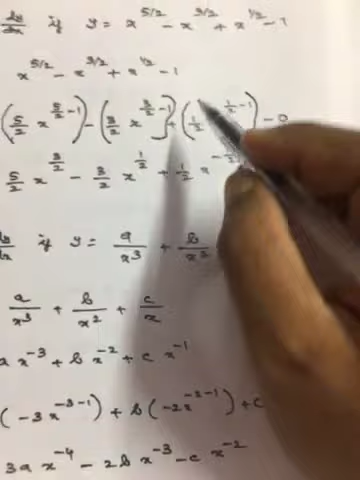 dy/dx if y = x^{5/2} - x^{3/2} + x^{1/2} - 1
x^{5/2} - x^{3/2} + x^{1/2} - 1
(5/2 x^{5/2 - 1}) - (3/2 x^{3/2 - 1}) + (1/2 x^{1/2 - 1}) - 0
5/2 x^{3/2} - 3/2 x^{1/2} + 1/2 x^{-1/2}
dy/dx if y = a/x^3 + b/x^2
a/x^3 + b/x^2 + c/x
x^{-3} + b x^{-2} + c x^{-1}
(-3x^{-3-1}) + b(-2x^{-2-1}) + c
3a x^{-4} - 2b x^{-3} - c x^{-2}